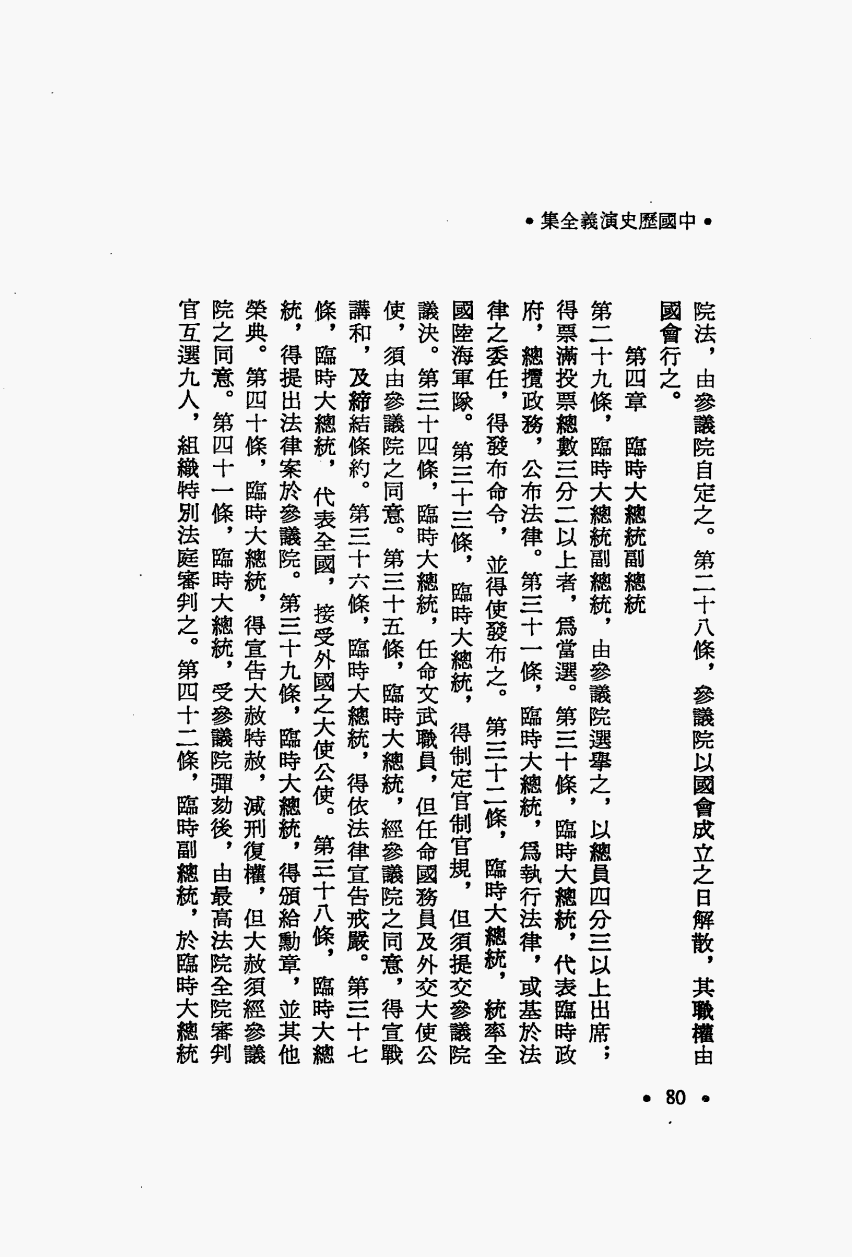 •中國歷史演義全集•
院法，由參議院自定之。第二十八條，參議院以國會成立之日解散，其職權由
國會行之。
第四章　臨時大總統副總統
第二十九條，臨時大總統副總統，由參議院選舉之，以總員四分三以上出席；
得票滿投票總數三分二以上者，爲當選。第三十條，臨時大總統，代表臨時政
府，總攬政務，公布法律。第三十一條，臨時大總統，爲執行法律，或基於法
律之委任，得發布命令，並得使發布之。第三十二條，臨時大總統，統率全
國陸海軍隊。第三十三條，臨時大總統，得制定官制官規，但須提交參議院
議決。第三十四條，臨時大總統，任命文武職員，但任命國務員及外交大使公
使，須由參議院之同意。第三十五條，臨時大總統，經參議院之同意，得宣戰
講和，及締結條約。第三十六條，臨時大總統，得依法律宣告戒嚴。第三十七
條，臨時大總統，代表全國，接受外國之大使公使。第三十八條，臨時大總
統，得提出法律案於參議院。第三十九條，臨時大總統，得頒給勳章，並其他
榮典。第四十條，臨時大總統，得宣告大赦特赦，減刑復權，但大赦須經參議
院之同意。第四十一條，臨時大總統，受參議院彈劾後，由最高法院全院審判
官互選九人，組織特別法庭審判之。第四十二條，臨時副總統，於臨時大總統
• 80 •